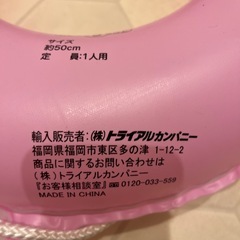 サイズ
約50cm
定 員：1人用
輸入販売者：㈱トライアルカンパニー
福岡県福岡市東区多の津 1-12-2
商品に関するお問い合わせは
㈱トライアルカンパニー
『お客様相談室』 0120-033-559
MADE IN CHINA